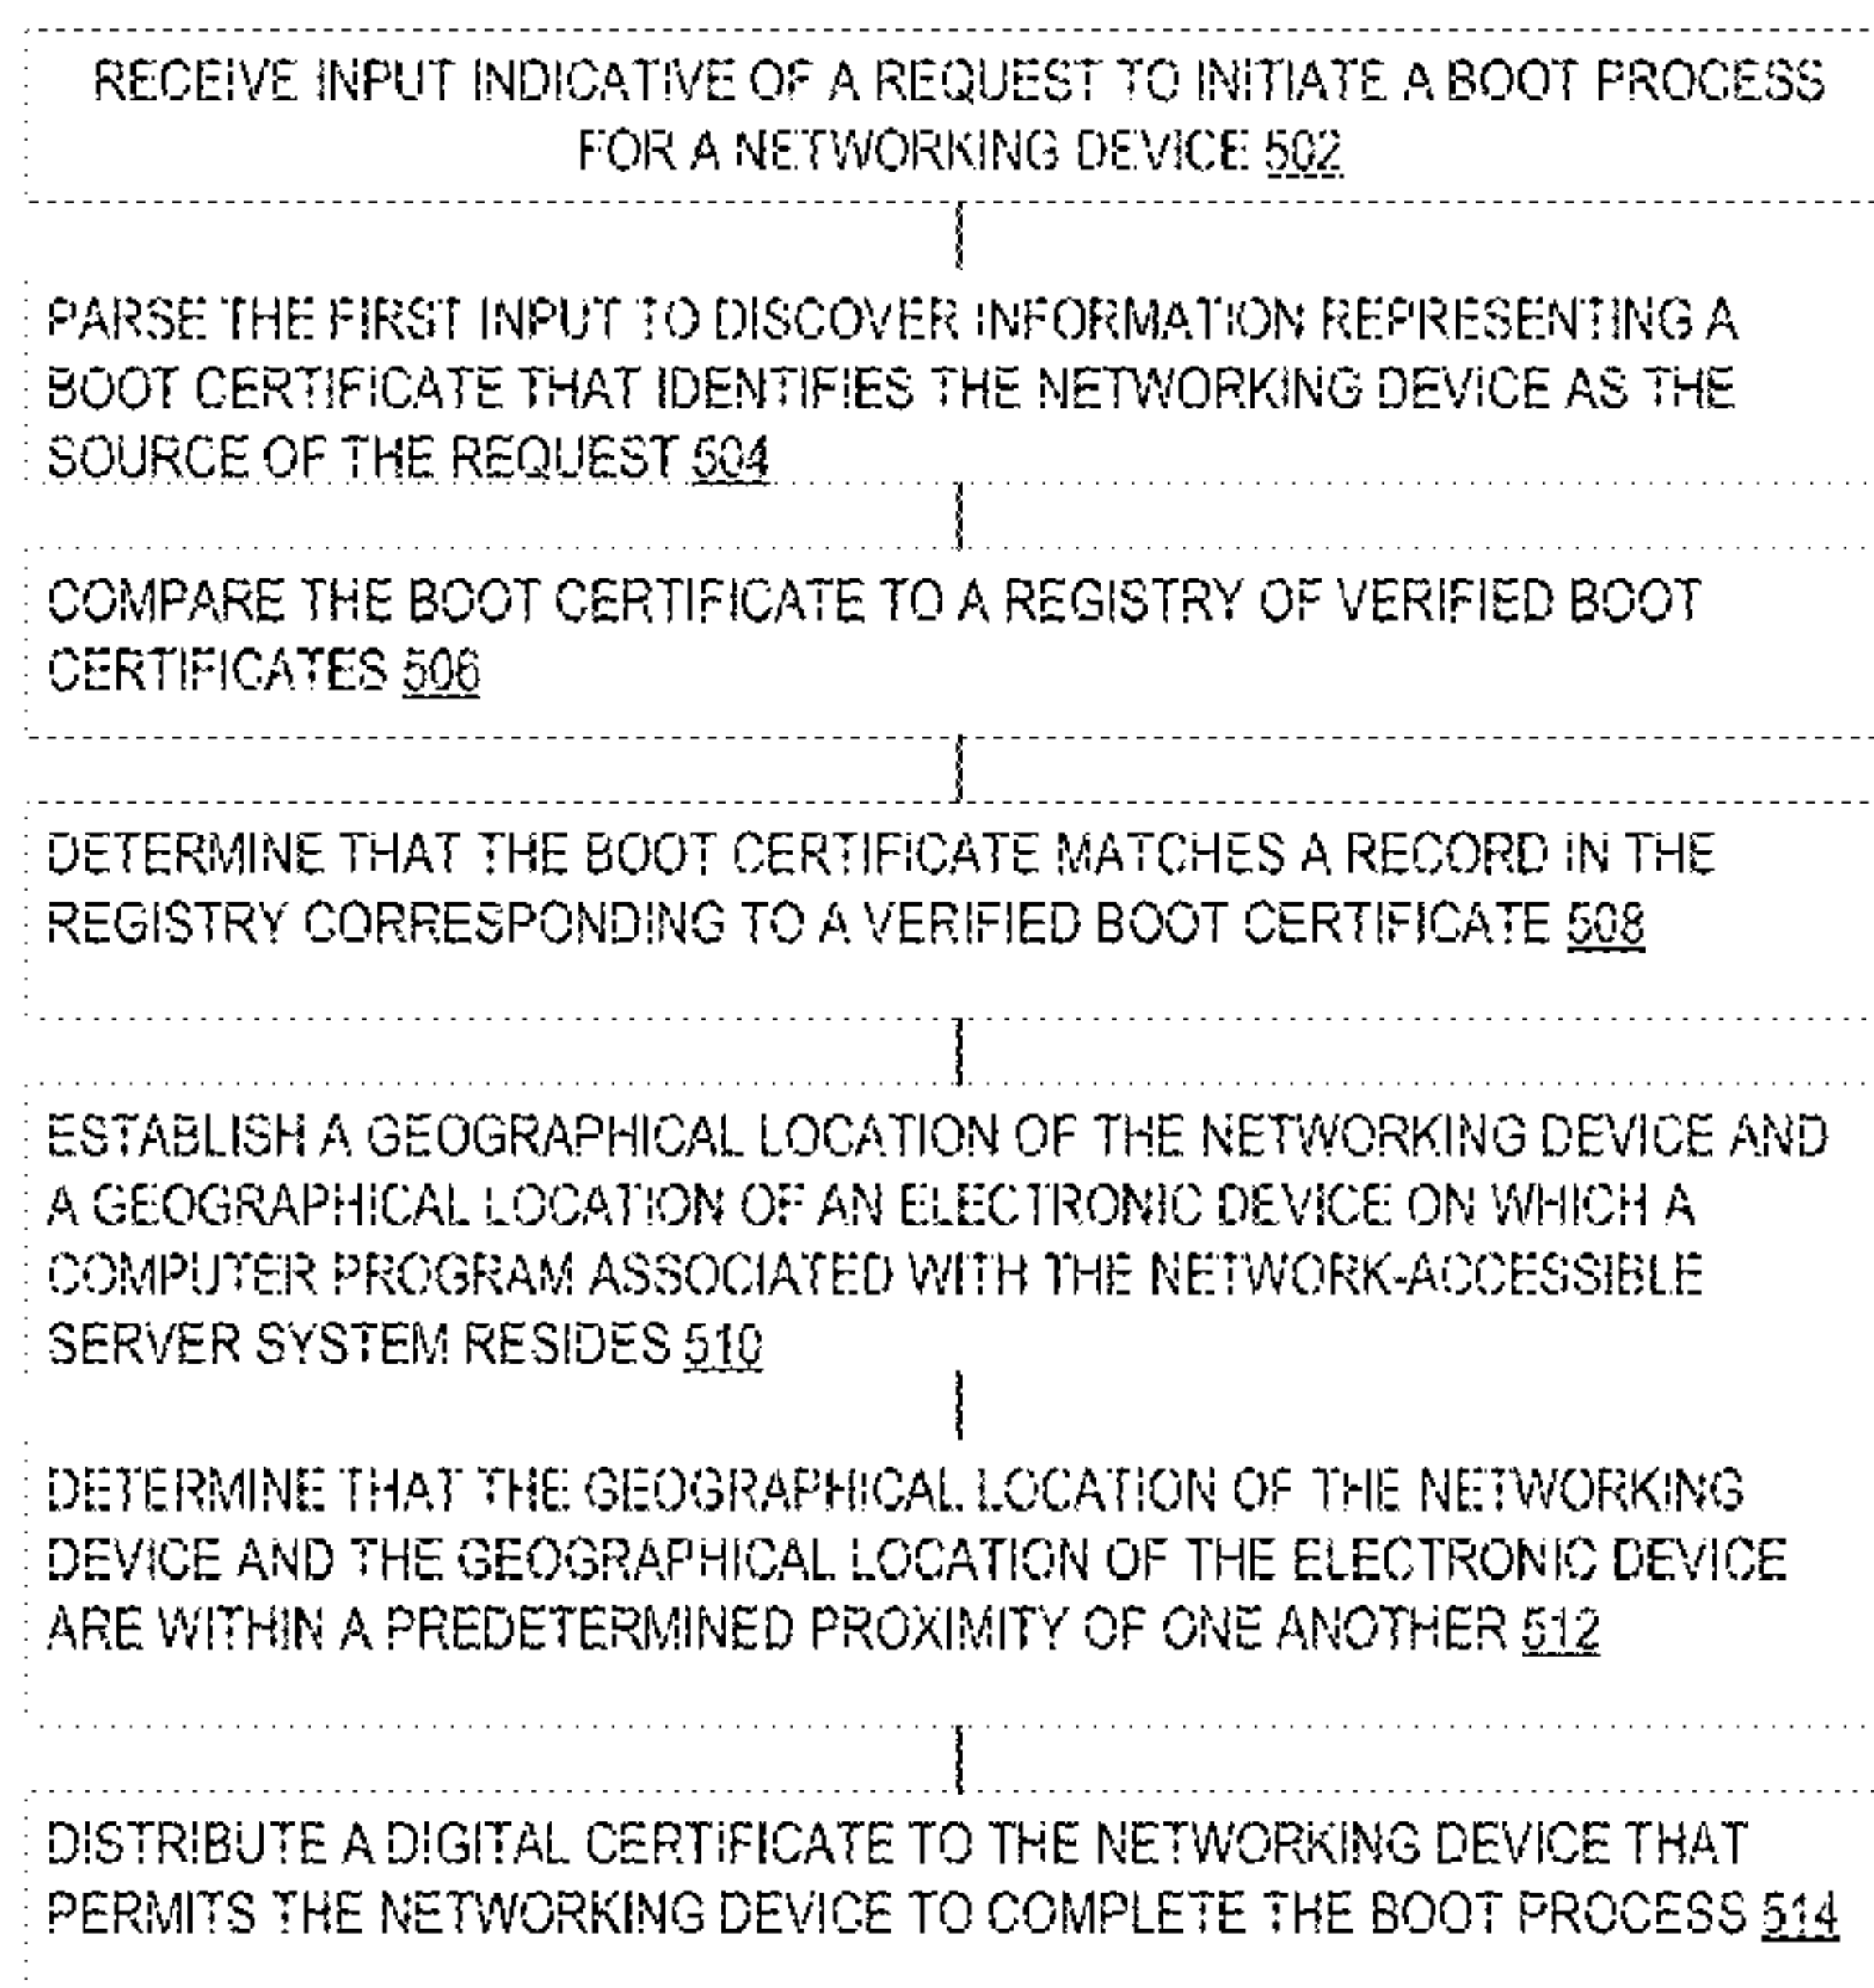 RECEIVE INPUT INDICATIVE OF A REQUEST TO INITIATE A BOOT PROCESS
FOR A NETWORKING DEVICE 502
PARSE THE FIRST INPUT TO DISCOVER INFORMATION REPRESENTING A
BOOT CERTIFICATE THAT IDENTIFIES THE NETWORKING DEVICE AS THE
SOURCE OF THE REQUEST 504
COMPARE THE BOOT CERTIFICATE TO A REGISTRY OF VERIFIED BOOT
CERTIFICATES 506
DETERMINE THAT THE BOOT CERTIFICATE MATCHES A RECORD IN THE
REGISTRY CORRESPONDING TO A VERIFIED BOOT CERTIFICATE 508
ESTABLISH A GEOGRAPHICAL LOCATION OF THE NETWORKING DEVICE AND
A GEOGRAPHICAL LOCATION OF AN ELECTRONIC DEVICE ON WHICH A
COMPUTER PROGRAM ASSOCIATED WITH THE NETWORK-ACCESSIBLE
SERVER SYSTEM RESIDES 510
DETERMINE THAT THE GEOGRAPHICAL LOCATION OF THE NETWORKING
DEVICE AND THE GEOGRAPHICAL LOCATION OF THE ELECTRONIC DEVICE
ARE WITHIN A PREDETERMINED PROXIMITY OF ONE ANOTHER 512
DISTRIBUTE A DIGITAL CERTIFICATE TO THE NETWORKING DEVICE THAT
PERMITS THE NETWORKING DEVICE TO COMPLETE THE BOOT PROCESS 514